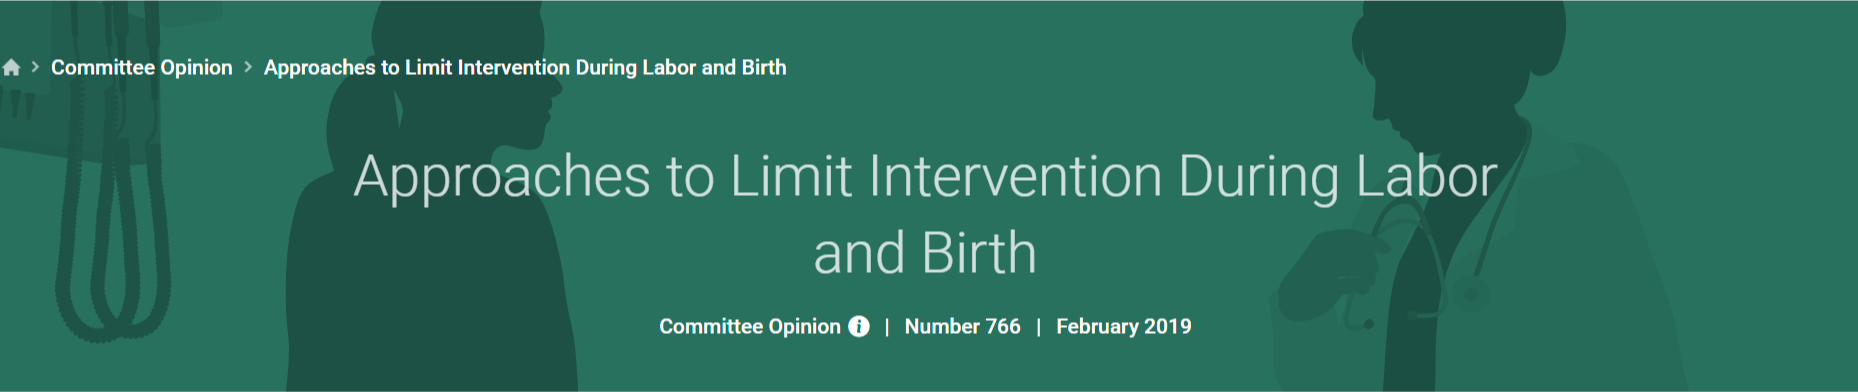 Committee Opinion > Approaches to Limit Intervention During Labor and Birth
Approaches to Limit Intervention During Labor
and Birth
Committee Opinion i | Number 766 | February 2019